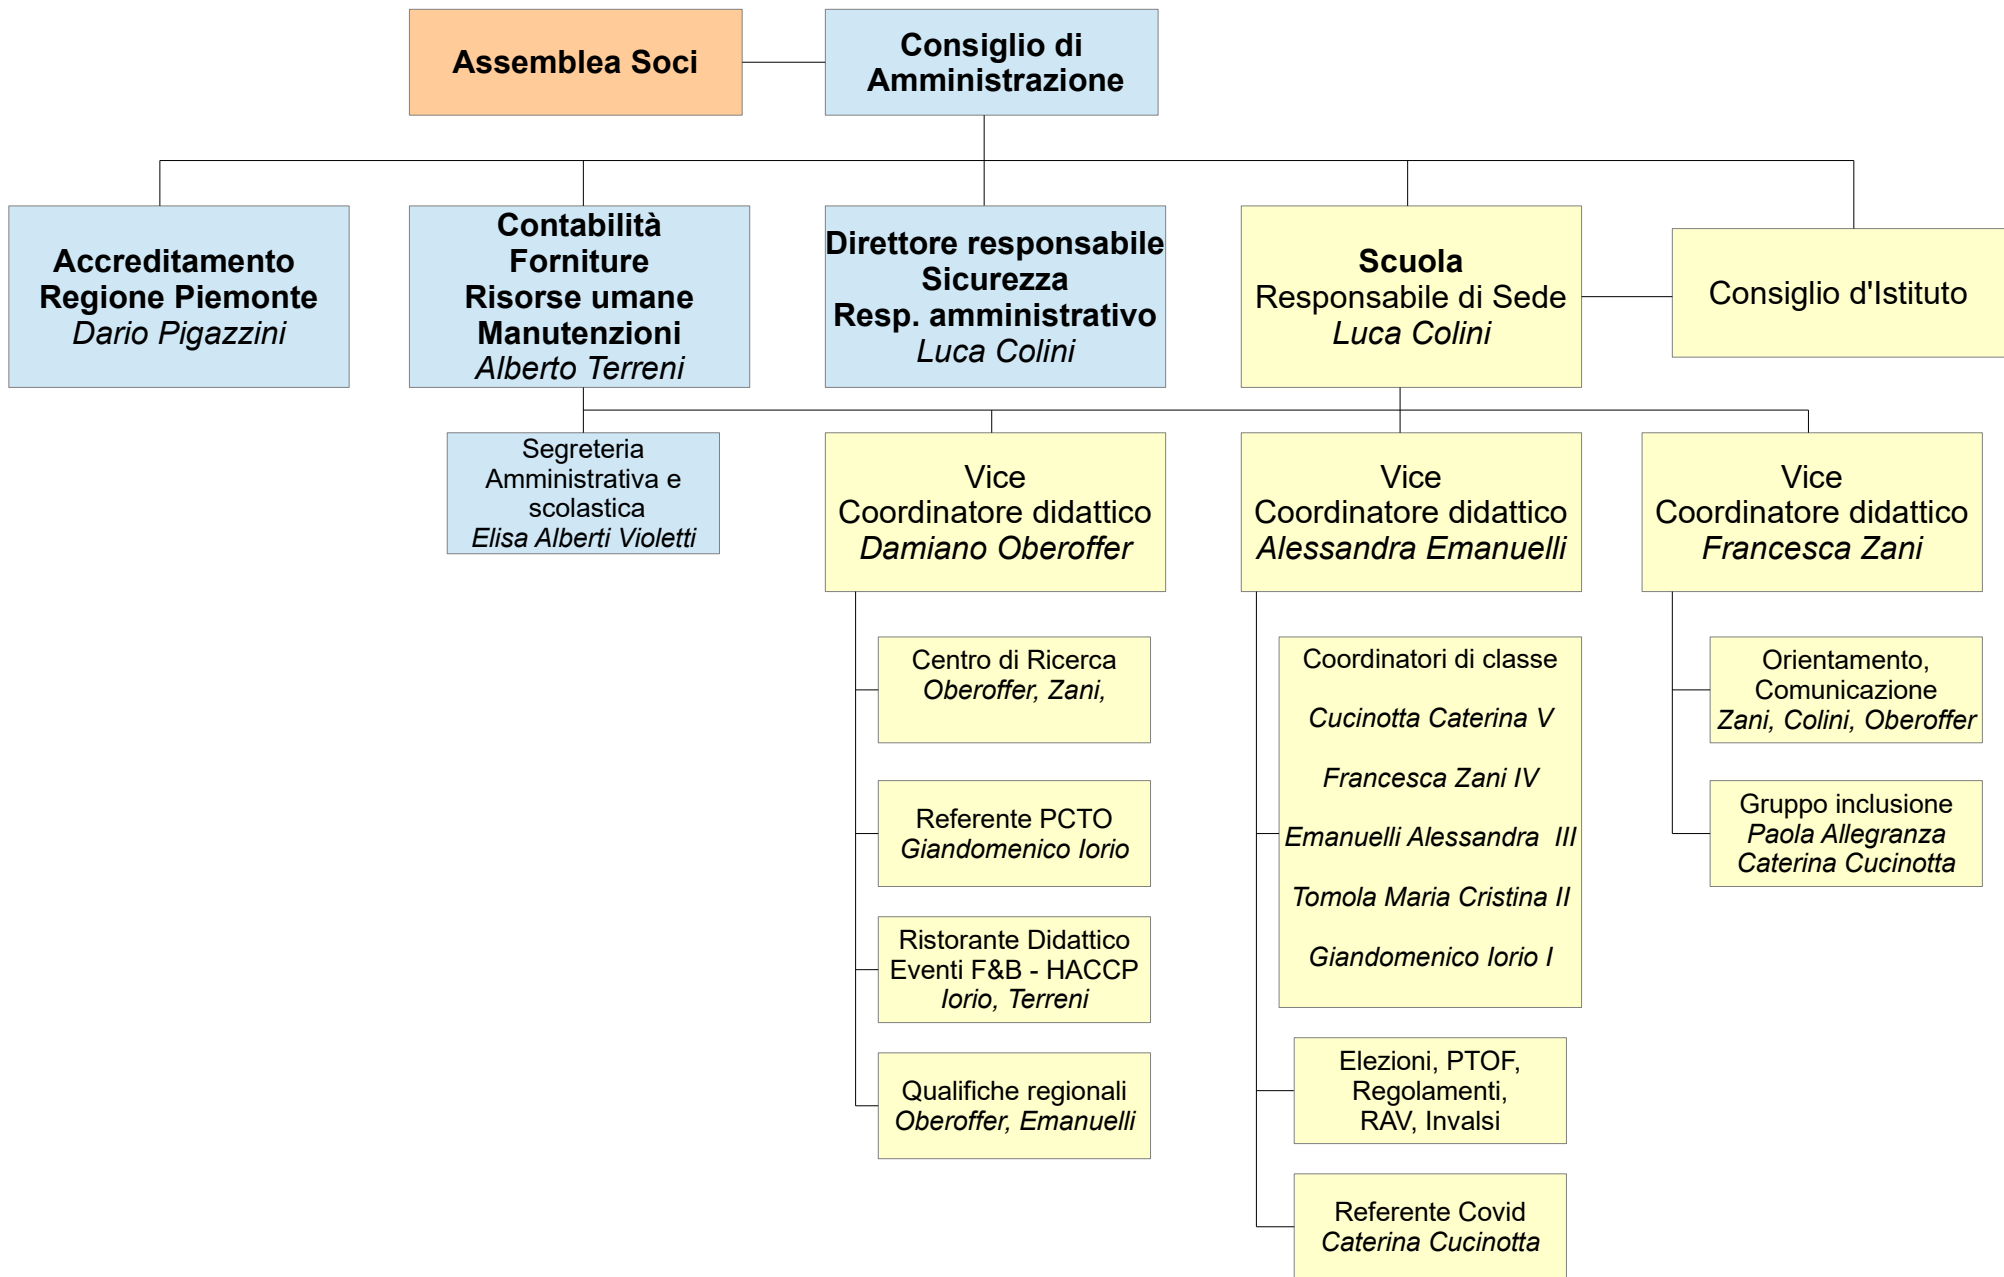 Assemblea Soci
Consiglio di
Amministrazione
Accreditamento
Regione Piemonte
Dario Pigazzini
Contabilità
Forniture
Risorse umane
Manutenzioni
Alberto Terreni
Direttore responsabile
Sicurezza
Resp. amministrativo
Luca Colini
Scuola
Responsabile di Sede
Luca Colini
Consiglio d'Istituto
Segreteria
Amministrativa e
scolastica
Elisa Alberti Violetti
Vice
Coordinatore didattico
Damiano Oberoffer
Vice
Coordinatore didattico
Alessandra Emanuelli
Vice
Coordinatore didattico
Francesca Zani
Centro di Ricerca
Oberoffer, Zani,
Referente PCTO
Giandomenico Iorio
Ristorante Didattico
Eventi F&B - HACCP
Iorio, Terreni
Qualifiche regionali
Oberoffer, Emanuelli
Coordinatori di classe
Cucinotta Caterina V
Francesca Zani IV
Emanuelli Alessandra  III
Tomola Maria Cristina II
Giandomenico Iorio I
Elezioni, PTOF,
Regolamenti,
RAV, Invalsi
Referente Covid
Caterina Cucinotta
Orientamento,
Comunicazione
Zani, Colini, Oberoffer
Gruppo inclusione
Paola Allegranza
Caterina Cucinotta